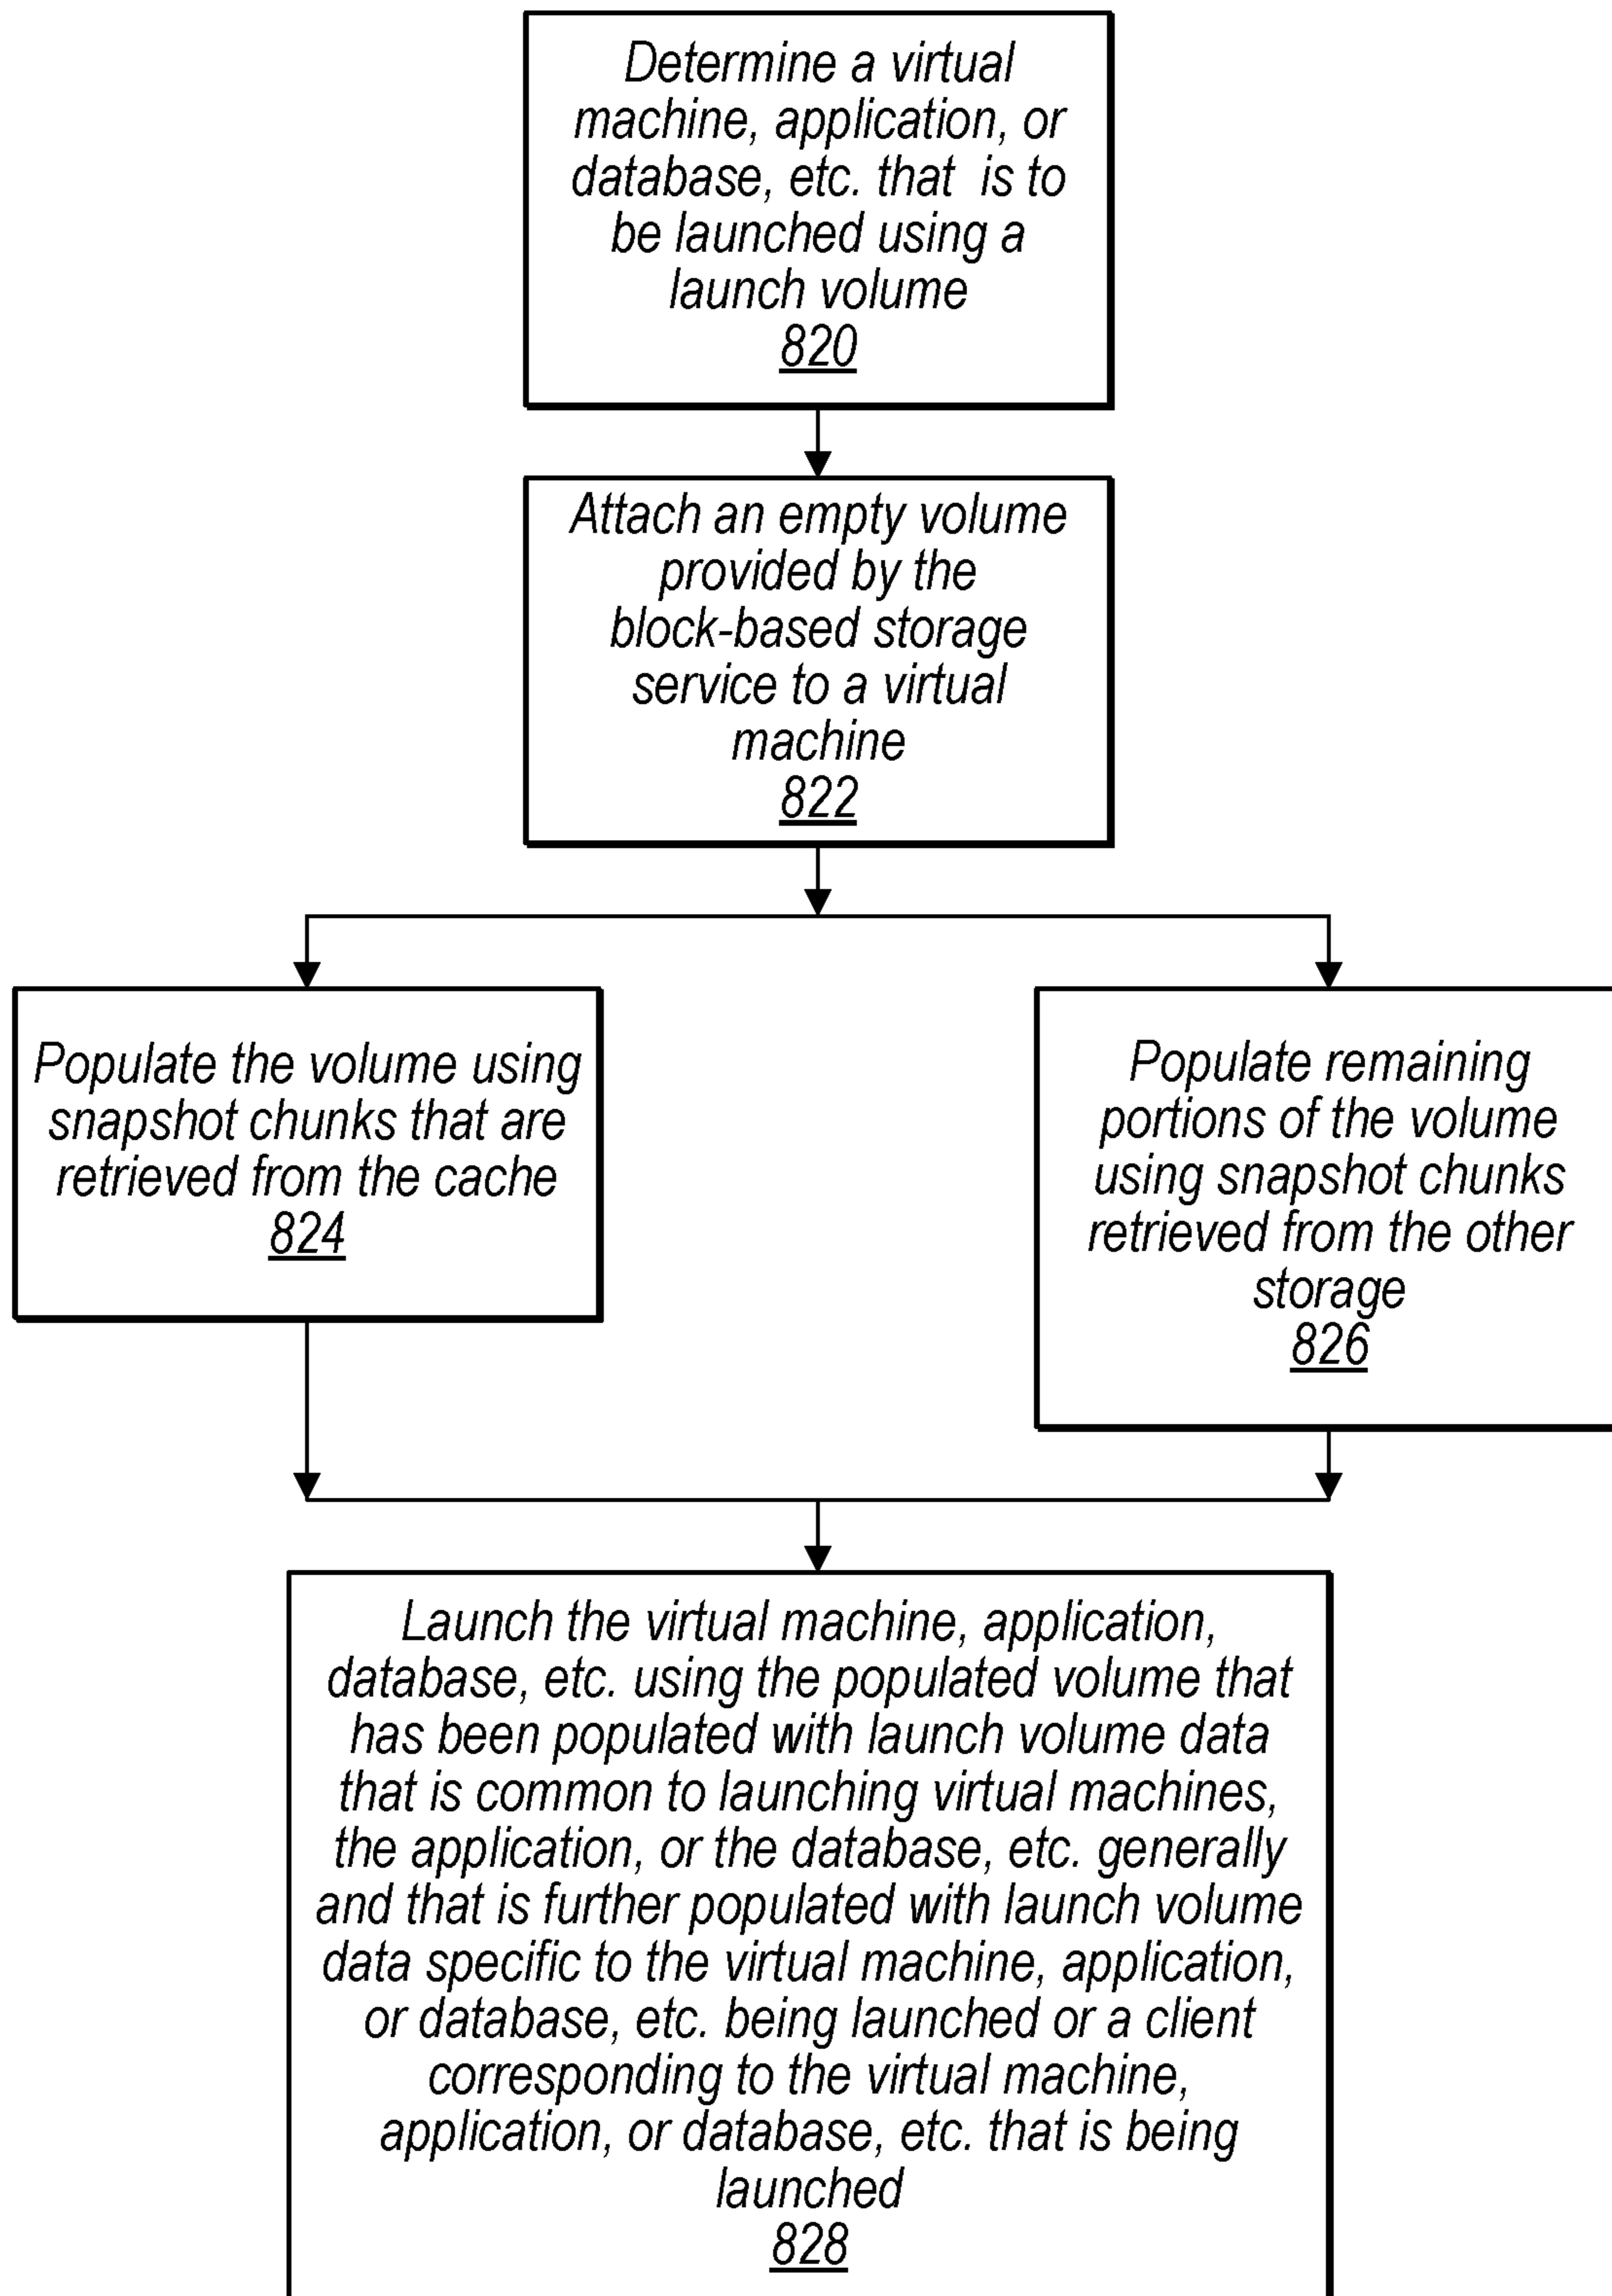 Determine a virtual
machine, application, or
database, etc. that is to
be launched using a
launch volume
820
Attach an empty volume
provided by the
block-based storage
service to a virtual
machine
822
Populate the volume using
snapshot chunks that are
retrieved from the cache
824
Populate remaining
portions of the volume
using snapshot chunks
retrieved from the other
storage
826
Launch the virtual machine, application,
database, etc. using the populated volume that
has been populated with launch volume data
that is common to launching virtual machines,
the application, or the database, etc. generally
and that is further populated with launch volume
data specific to the virtual machine, application,
or database, etc. being launched or a client
corresponding to the virtual machine,
application, or database, etc. that is being
launched
828